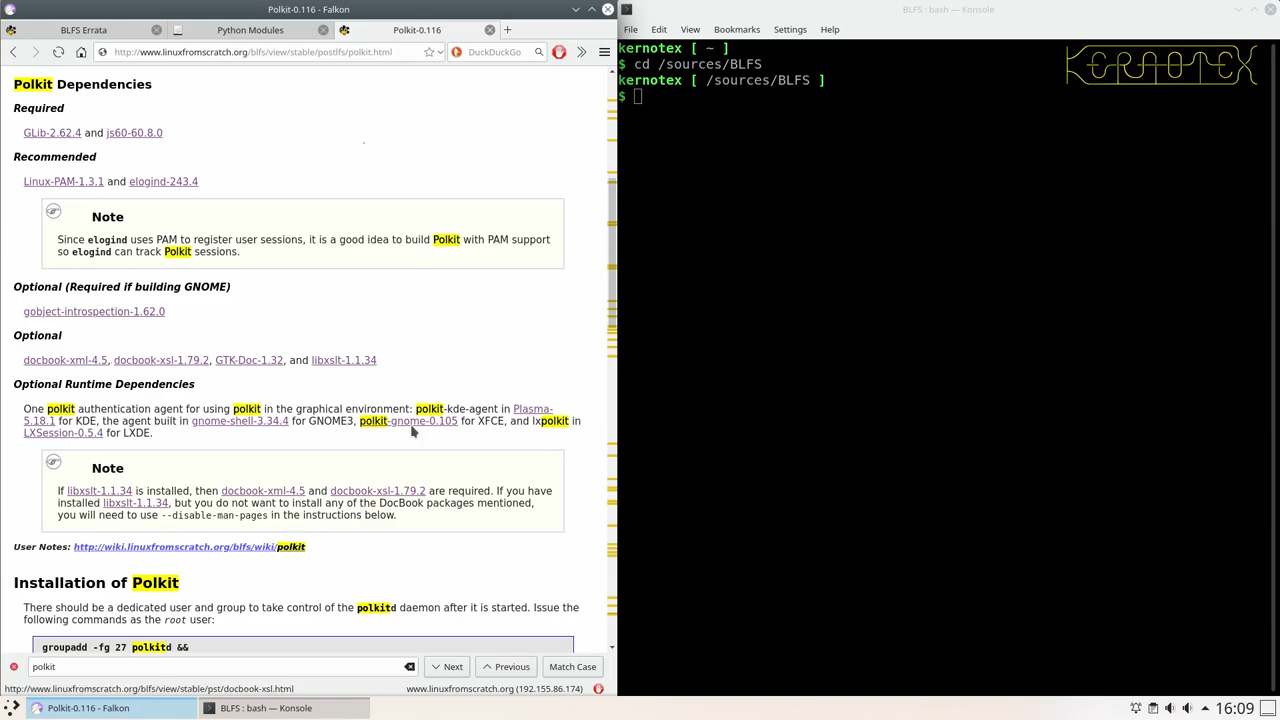 Polkit-0.116 - Falkon
BLFS Errata
Python Modules
Polkit-0.116
http://www.linuxfromscratch.org/blfs/view/stable/postlfs/polkit.html
DuckDuckGo
Polkit Dependencies
Required
GLib-2.62.4 and js60-60.8.0
Recommended
Linux-PAM-1.3.1 and elogind-243.4
Note
Since elogind uses PAM to register user sessions, it is a good idea to build Polkit with PAM support
so elogind can track Polkit sessions.
Optional (Required if building GNOME)
gobject-introspection-1.62.0
Optional
docbook-xml-4.5, docbook-xsl-1.79.2, GTK-Doc-1.32, and libxslt-1.1.34
Optional Runtime Dependencies
One polkit authentication agent for using polkit in the graphical environment: polkit-kde-agent in Plasma-
5.18.1 for KDE, the agent built in gnome-shell-3.34.4 for GNOME3, polkit-gnome-0.105 for XFCE, and lxpolkit in
LXSession-0.5.4 for LXDE.
Note
If libxslt-1.1.34 is installed, then docbook-xml-4.5 and docbook-xsl-1.79.2 are required. If you have
installed libxslt-1.1.34, but you do not want to install any of the DocBook packages mentioned,
you will need to use --disable-man-pages in the instructions below.
User Notes: http://wiki.linuxfromscratch.org/blfs/wiki/polkit
Installation of Polkit
There should be a dedicated user and group to take control of the polkitd daemon after it is started. Issue the
following commands as the root user:
groupadd -fg 27 polkitd &&
polkit
Next
Previous
Match Case
http://www.linuxfromscratch.org/blfs/view/stable/pst/docbook-xsl.html
www.linuxfromscratch.org (192.155.86.174)
BLFS : bash — Konsole
File Edit View Bookmarks Settings Help
kernotex [ ~ ]
$ cd /sources/BLFS
kernotex [ /sources/BLFS ]
$
KERNOTEX
Polkit-0.116 - Falkon
BLFS : bash — Konsole
16:09